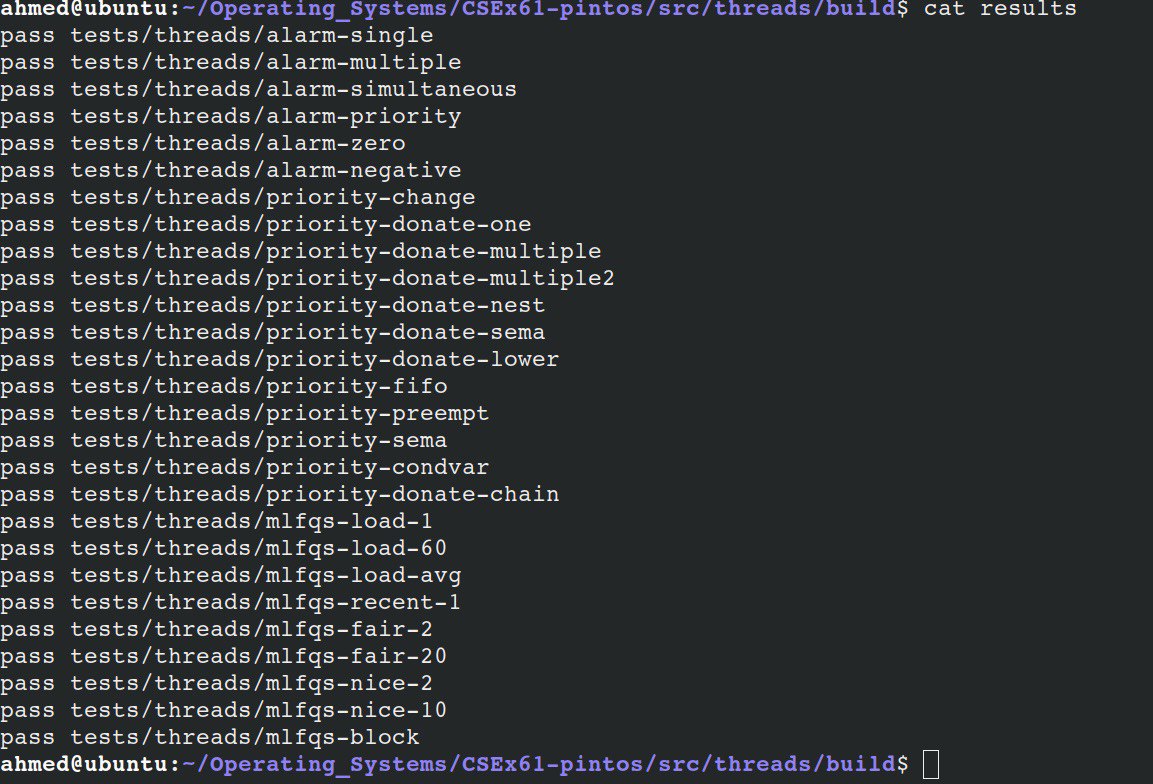 ahmed@ubuntu:~/Operating_Systems/CSEx61-pintos/src/threads/build$ cat results
pass tests/threads/alarm-single
pass tests/threads/alarm-multiple
pass tests/threads/alarm-simultaneous
pass tests/threads/alarm-priority
pass tests/threads/alarm-zero
pass tests/threads/alarm-negative
pass tests/threads/priority-change
pass tests/threads/priority-donate-one
pass tests/threads/priority-donate-multiple
pass tests/threads/priority-donate-multiple2
pass tests/threads/priority-donate-nest
pass tests/threads/priority-donate-sema
pass tests/threads/priority-donate-lower
pass tests/threads/priority-fifo
pass tests/threads/priority-preempt
pass tests/threads/priority-sema
pass tests/threads/priority-condvar
pass tests/threads/priority-donate-chain
pass tests/threads/mlfqs-load-1
pass tests/threads/mlfqs-load-60
pass tests/threads/mlfqs-load-avg
pass tests/threads/mlfqs-recent-1
pass tests/threads/mlfqs-fair-2
pass tests/threads/mlfqs-fair-20
pass tests/threads/mlfqs-nice-2
pass tests/threads/mlfqs-nice-10
pass tests/threads/mlfqs-block
ahmed@ubuntu:~/Operating_Systems/CSEx61-pintos/src/threads/build$